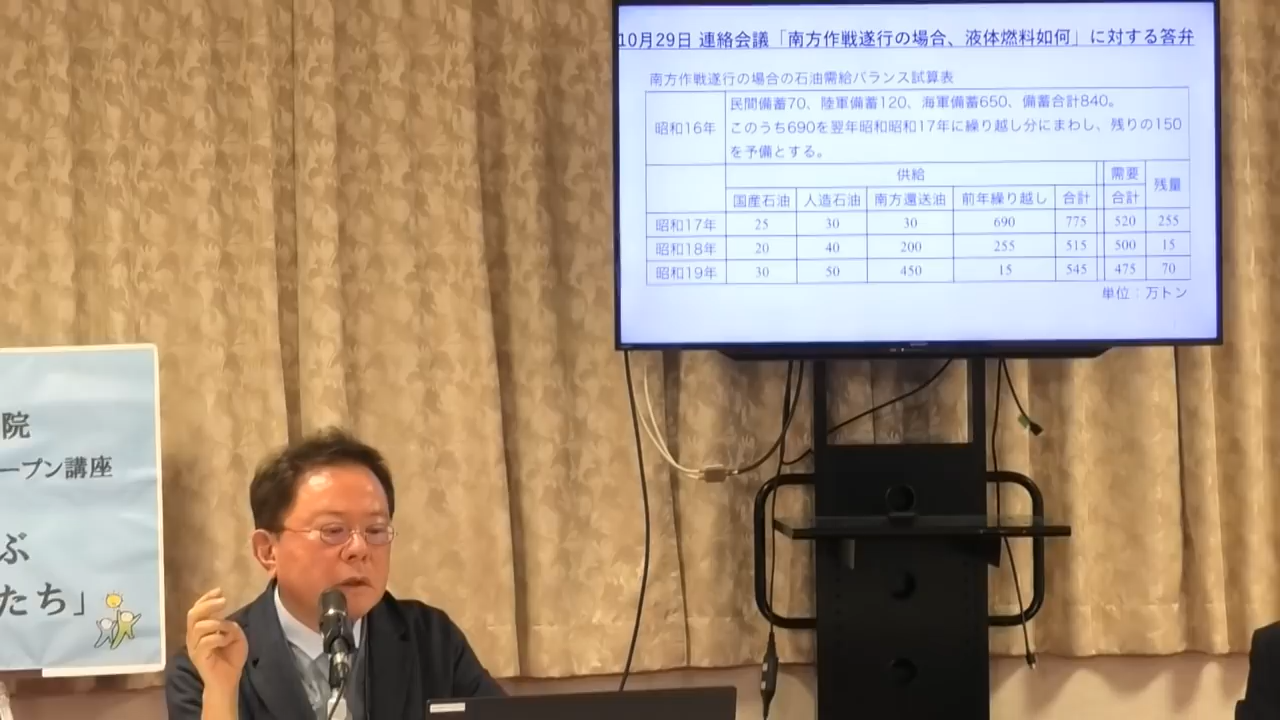 10月29日 連絡会議「南方作戦遂行の場合、液体燃料如何」に対する答弁
南方作戦遂行の場合の石油需給バランス試算表
昭和16年
民間備蓄70、陸軍備蓄120、海軍備蓄650、備蓄合計840。
このうち690を翌年昭和昭和17年に繰り越し分にまわし、残りの150
を予備とする。
供給 需要 残量
国産石油 人造石油 南方還送油 前年繰り越し 合計 合計
昭和17年 25 30 30 690 775 520 255
昭和18年 20 40 200 255 515 500 15
昭和19年 30 50 450 15 545 475 70
単位：万トン
院
ープン講座
ぶ
たち」